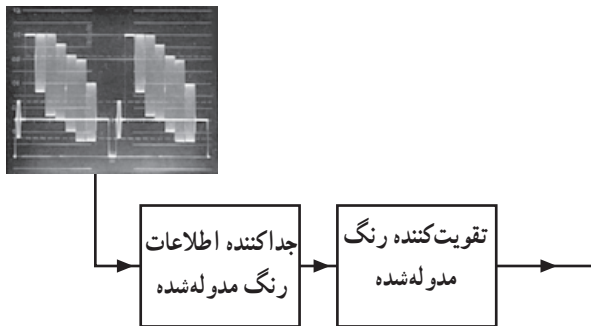 جداکننده اطلاعات
رنگ مدوله‌شده
تقویت‌کننده رنگ
مدوله‌شده